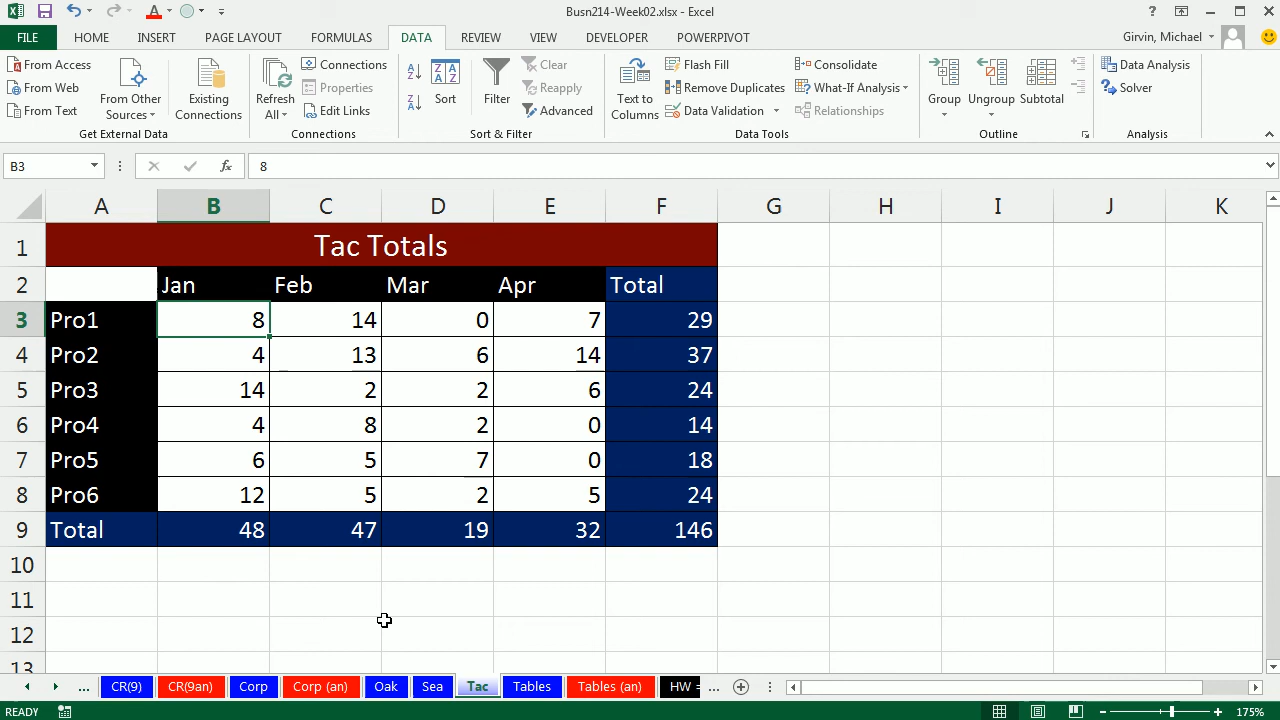 Busn214-Week02.xlsx - Excel
FILE HOME INSERT PAGE LAYOUT FORMULAS DATA REVIEW VIEW DEVELOPER POWERPIVOT Girvin, Michael
From Access
From Web
From Text
From Other Sources
Existing Connections
Get External Data
Refresh All
Connections
Properties
Edit Links
Connections
Sort
Filter
Clear
Reapply
Advanced
Sort & Filter
Text to Columns
Flash Fill
Remove Duplicates
Data Validation
Consolidate
What-If Analysis
Relationships
Data Tools
Group
Ungroup
Subtotal
Outline
Data Analysis
Solver
Analysis
B3 fx 8
A B C D E F G H I J K
1 Tac Totals
2 Jan Feb Mar Apr Total
3 Pro1 8 14 0 7 29
4 Pro2 4 13 6 14 37
5 Pro3 14 2 2 6 24
6 Pro4 4 8 2 0 14
7 Pro5 6 5 7 0 18
8 Pro6 12 5 2 5 24
9 Total 48 47 19 32 146
10
11
12
13
... CR(9) CR(9an) Corp Corp (an) Oak Sea Tac Tables Tables (an) HW = ...
READY 175%